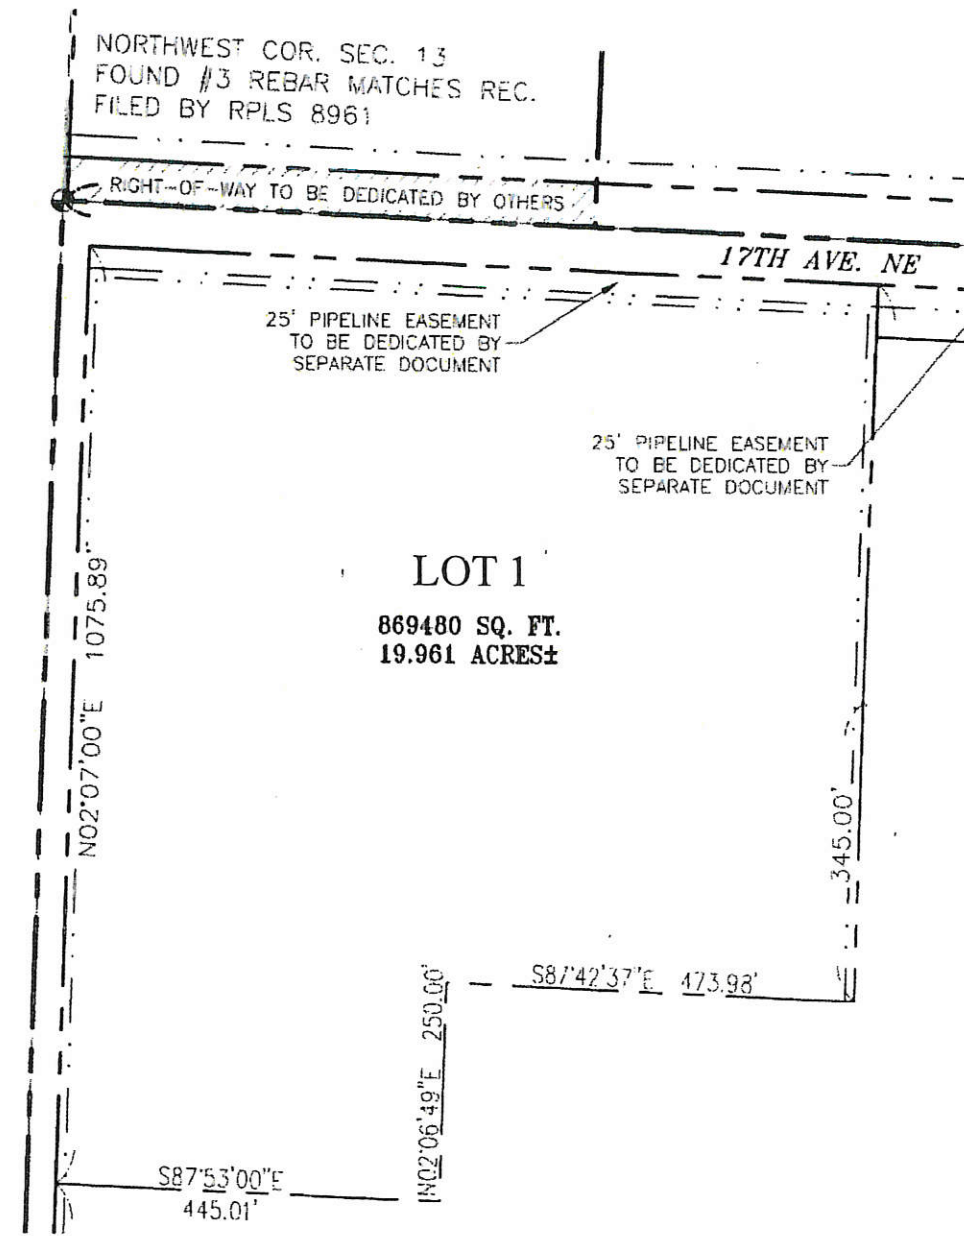 NORTHWEST COR. SEC. 13
FOUND #3 REBAR MATCHES REC.
FILED BY RPLS 8961
RIGHT-OF-WAY TO BE DEDICATED BY OTHERS
17TH AVE. NE
25' PIPELINE EASEMENT
TO BE DEDICATED BY
SEPARATE DOCUMENT
25' PIPELINE EASEMENT
TO BE DEDICATED BY
SEPARATE DOCUMENT
LOT 1
869480 SQ. FT.
19.961 ACRES±
N02°07'00"E 1075.89'
345.00'
S87°42'37"E 473.98'
N02°06'49"E 250.00'
S87°53'00"E
445.01'